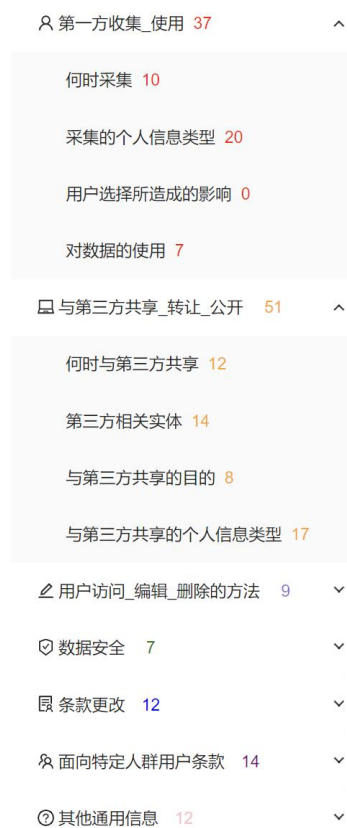 第一方收集_使用 37
何时采集 10
采集的个人信息类型 20
用户选择所造成的影响 0
对数据的使用 7
与第三方共享_转让_公开 51
何时与第三方共享 12
第三方相关实体 14
与第三方共享的目的 8
与第三方共享的个人信息类型 17
用户访问_编辑_删除的方法 9
数据安全 7
条款更改 12
面向特定人群用户条款 14
其他通用信息 12